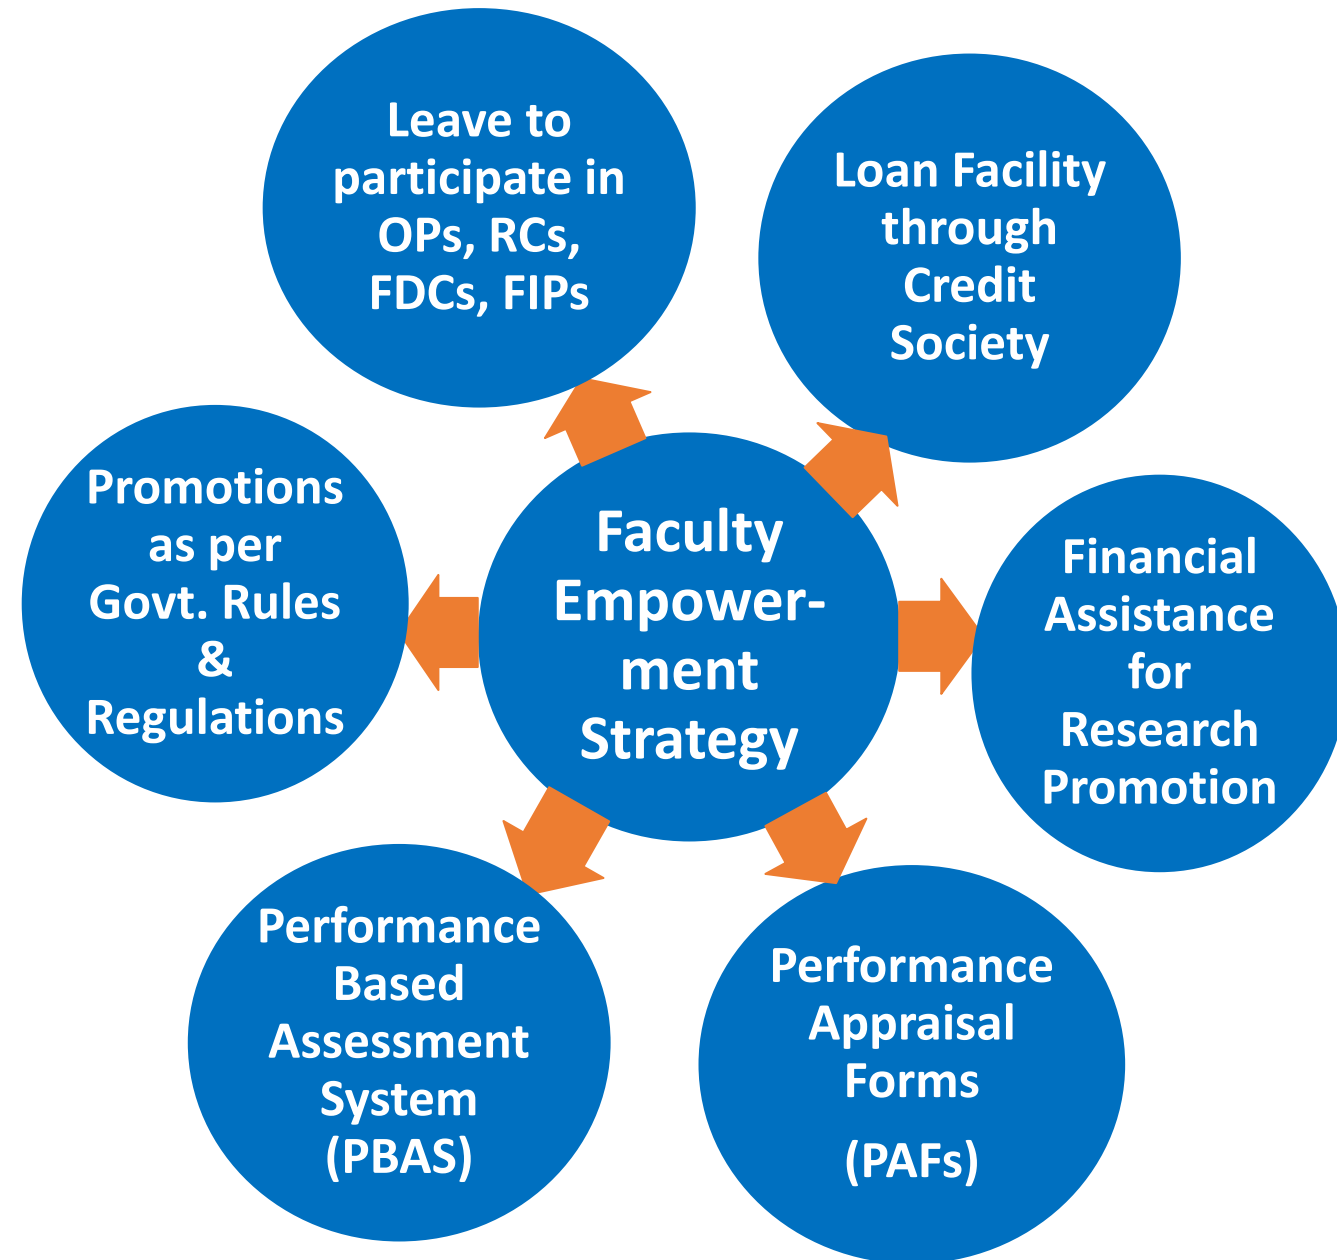 Leave to
participate in
OPs, RCs,
FDCs, FIPs
Loan Facility
through
Credit
Society
Promotions
as per
Govt. Rules
&
Regulations
Faculty
Empower-
ment
Strategy
Financial
Assistance
for
Research
Promotion
Performance
Based
Assessment
System
(PBAS)
Performance
Appraisal
Forms
(PAFs)